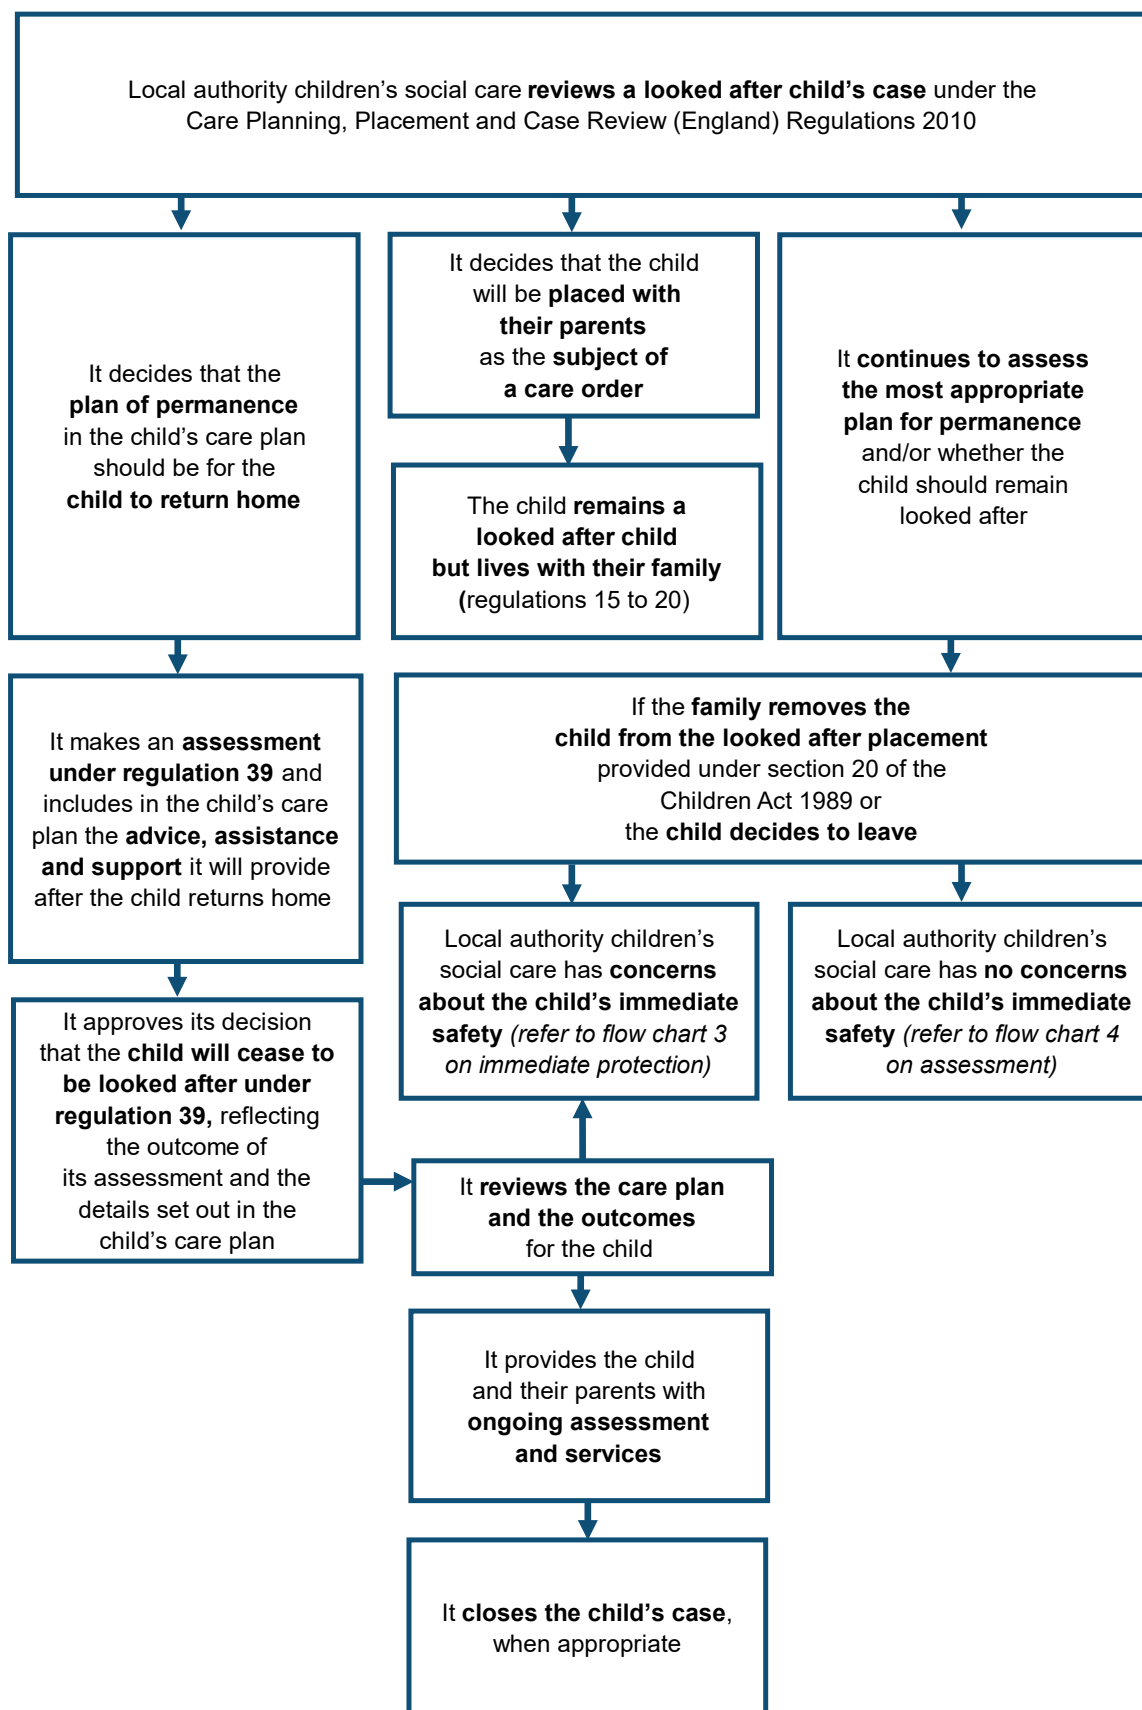 Local authority children’s social care reviews a looked after child’s case under the
Care Planning, Placement and Case Review (England) Regulations 2010
It decides that the
plan of permanence
in the child’s care plan
should be for the
child to return home
It decides that the child
will be placed with
their parents
as the subject of
a care order
It continues to assess
the most appropriate
plan for permanence
and/or whether the
child should remain
looked after
The child remains a
looked after child
but lives with their family
(regulations 15 to 20)
It makes an assessment
under regulation 39 and
includes in the child’s care
plan the advice, assistance
and support it will provide
after the child returns home
If the family removes the
child from the looked after placement
provided under section 20 of the
Children Act 1989 or
the child decides to leave
Local authority children’s
social care has concerns
about the child’s immediate
safety (refer to flow chart 3
on immediate protection)
Local authority children’s
social care has no concerns
about the child’s immediate
safety (refer to flow chart 4
on assessment)
It approves its decision
that the child will cease to
be looked after under
regulation 39, reflecting
the outcome of
its assessment and the
details set out in the
child’s care plan
It reviews the care plan
and the outcomes
for the child
It provides the child
and their parents with
ongoing assessment
and services
It closes the child’s case,
when appropriate